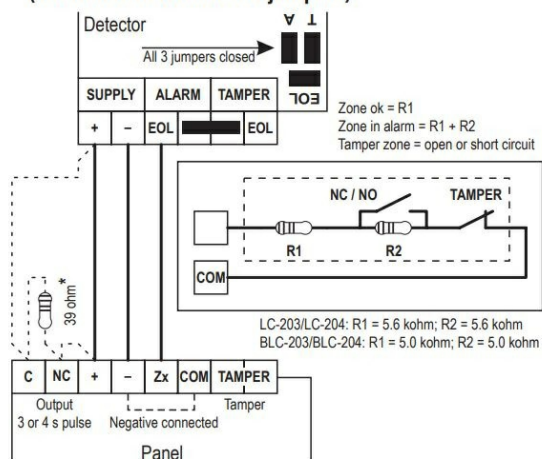 Detector
A T
All 3 jumpers closed
EOL
SUPPLY ALARM TAMPER
+ – EOL EOL
Zone ok = R1
Zone in alarm = R1 + R2
Tamper zone = open or short circuit
NC / NO TAMPER
R1 R2
COM
39 ohm *
LC-203/LC-204: R1 = 5.6 kohm; R2 = 5.6 kohm
BLC-203/BLC-204: R1 = 5.0 kohm; R2 = 5.0 kohm
C NC + – Zx COM TAMPER
Output Tamper
3 or 4 s pulse Negative connected
Panel